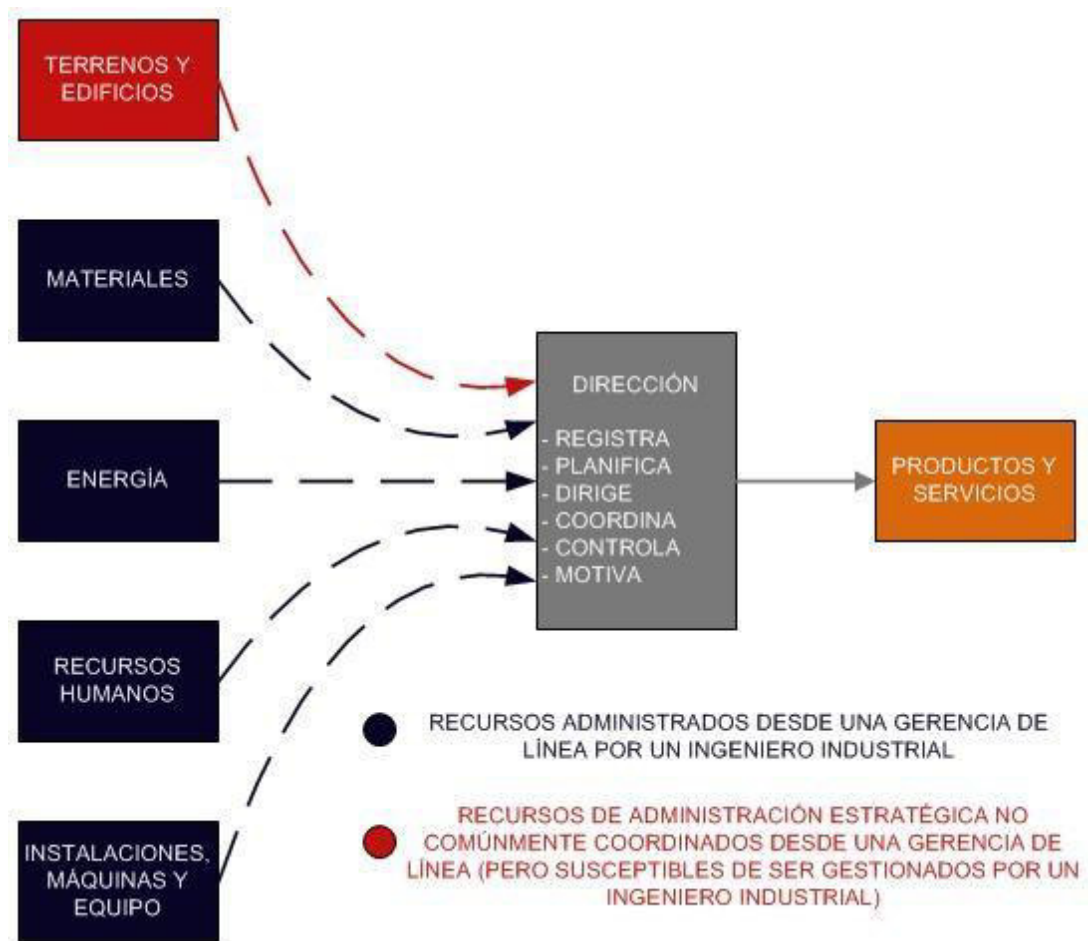 TERRENOS Y
EDIFICIOS
MATERIALES
ENERGÍA
RECURSOS
HUMANOS
INSTALACIONES,
MÁQUINAS Y
EQUIPO
DIRECCIÓN
- REGISTRA
- PLANIFICA
- DIRIGE
- COORDINA
- CONTROLA
- MOTIVA
PRODUCTOS Y
SERVICIOS
RECURSOS ADMINISTRADOS DESDE UNA GERENCIA DE
LÍNEA POR UN INGENIERO INDUSTRIAL
RECURSOS DE ADMINISTRACIÓN ESTRATÉGICA NO
COMÚNMENTE COORDINADOS DESDE UNA GERENCIA DE
LÍNEA (PERO SUSCEPTIBLES DE SER GESTIONADOS POR UN
INGENIERO INDUSTRIAL)